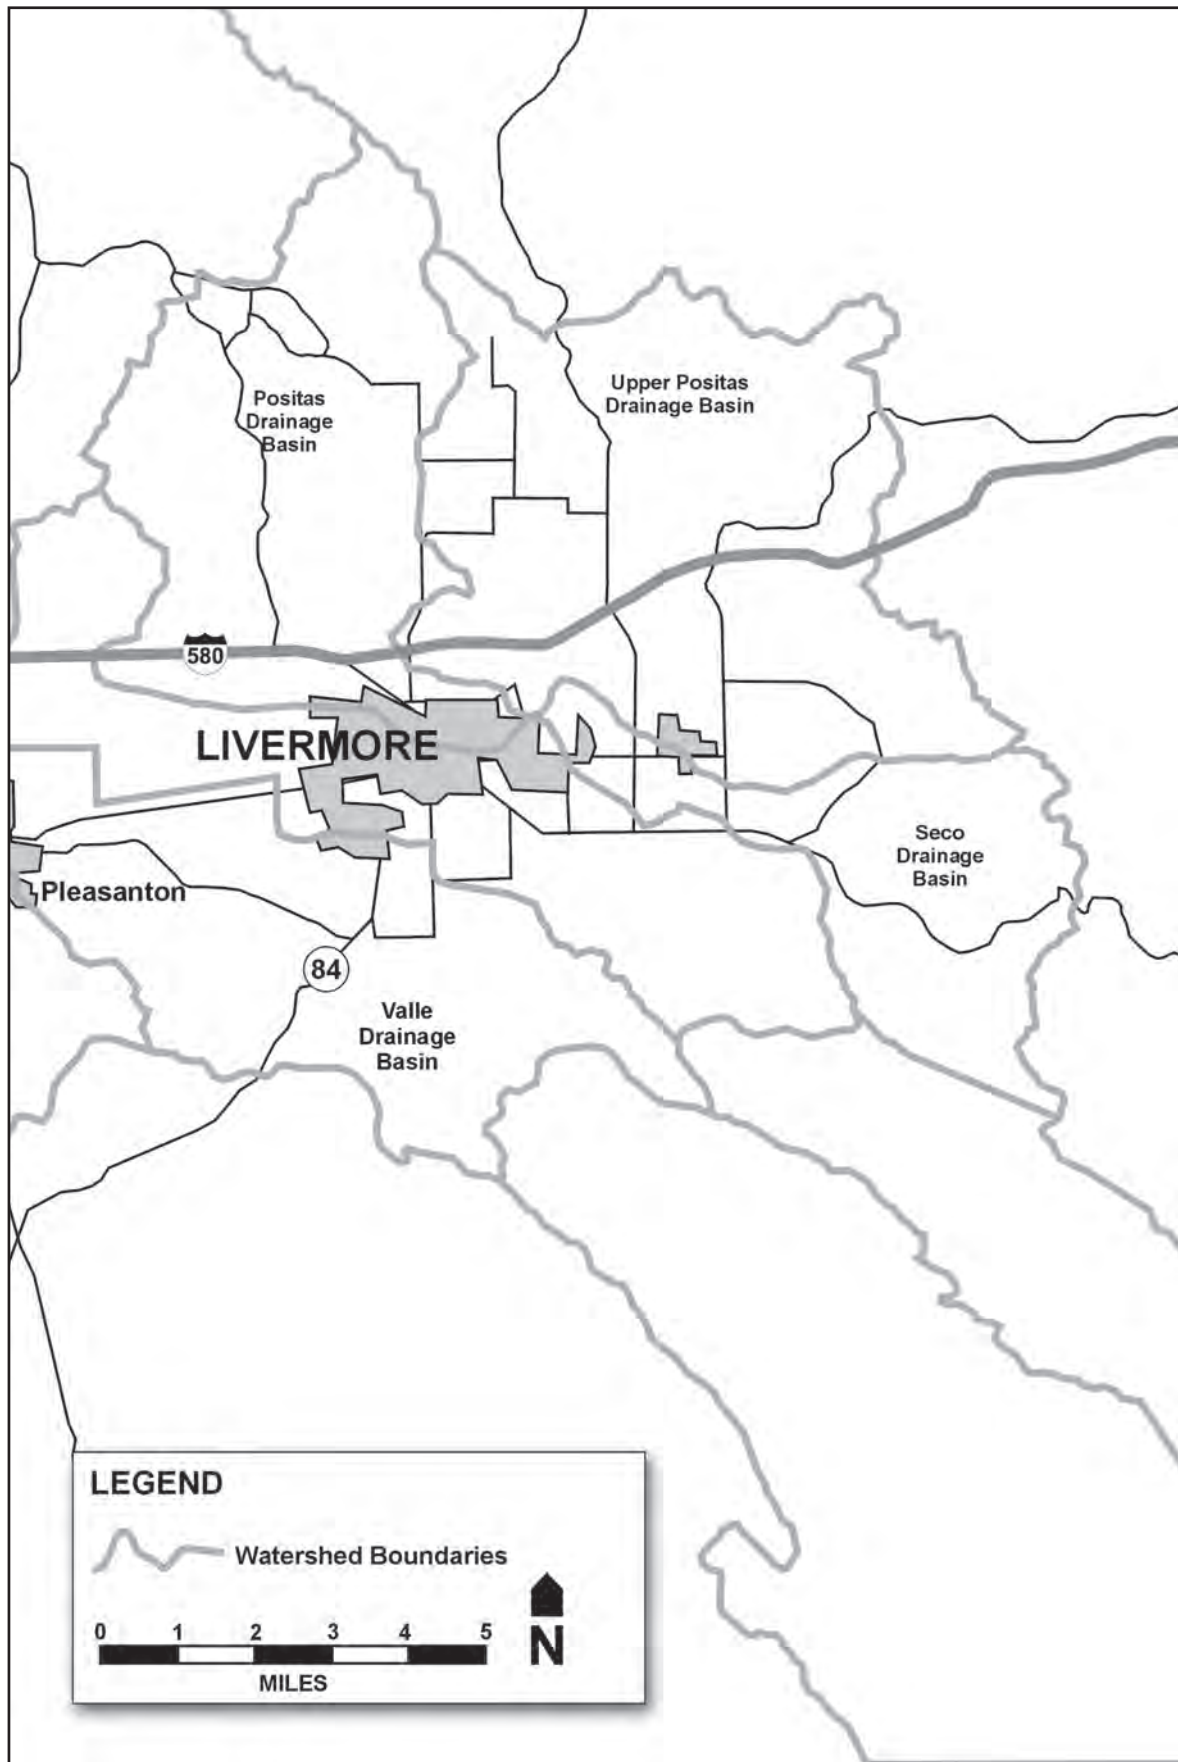 Upper Positas
Drainage Basin
Positas
Drainage
Basin
580
LIVERMORE
Seco
Drainage
Basin
Pleasanton
84
Valle
Drainage
Basin
LEGEND
Watershed Boundaries
0 1 2 3 4 5
MILES
N